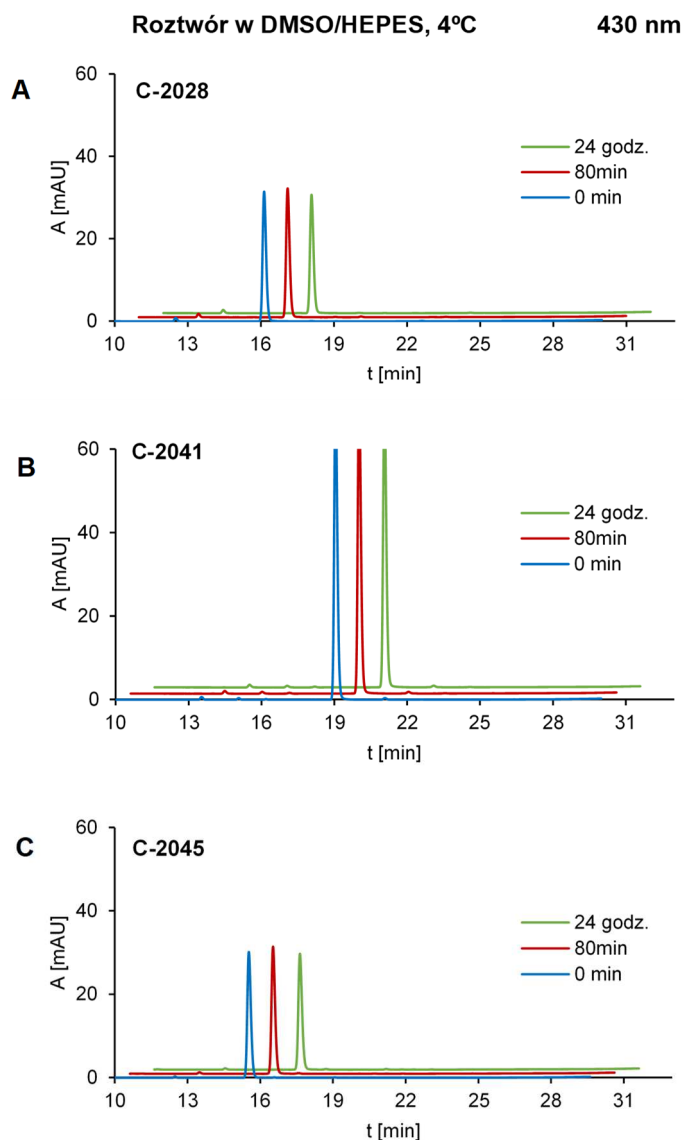 Roztwór w DMSO/HEPES, 4ºC 430 nm
A
C-2028
60
40
20
0
A [mAU]
24 godz.
80min
0 min
10 13 16 19 22 25 28 31
t [min]
B
C-2041
60
40
20
0
A [mAU]
24 godz.
80min
0 min
10 13 16 19 22 25 28 31
t [min]
C
C-2045
60
40
20
0
A [mAU]
24 godz.
80min
0 min
10 13 16 19 22 25 28 31
t [min]